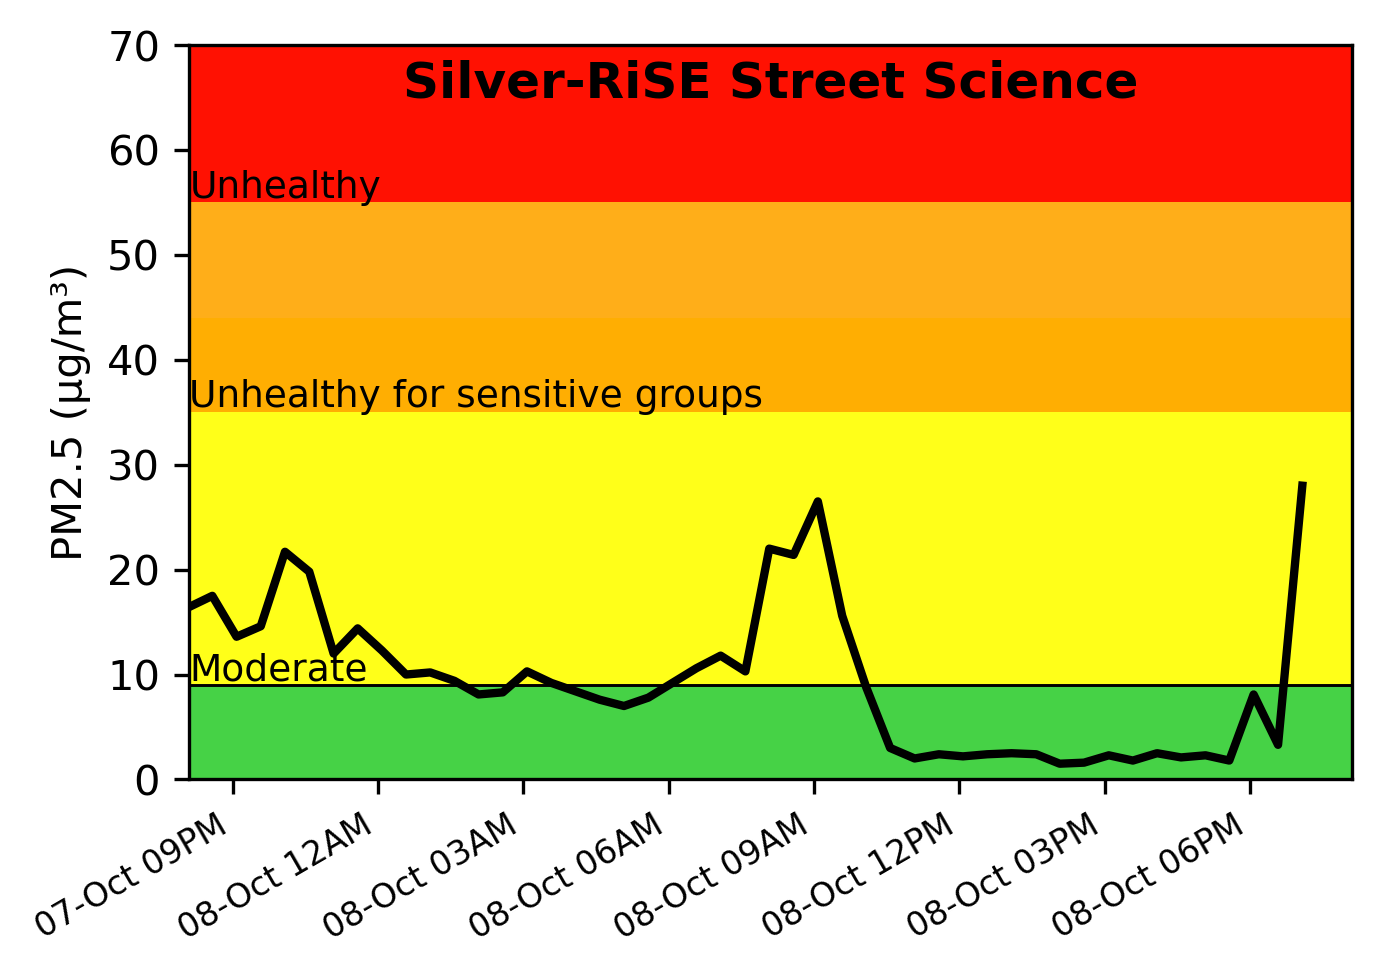 Silver-RiSE Street Science
70
60
Unhealthy
50
PM2.5 (µg/m³)
40
Unhealthy for sensitive groups
30
20
10
Moderate
0
07-Oct 09PM
08-Oct 12AM
08-Oct 03AM
08-Oct 06AM
08-Oct 09AM
08-Oct 12PM
08-Oct 03PM
08-Oct 06PM